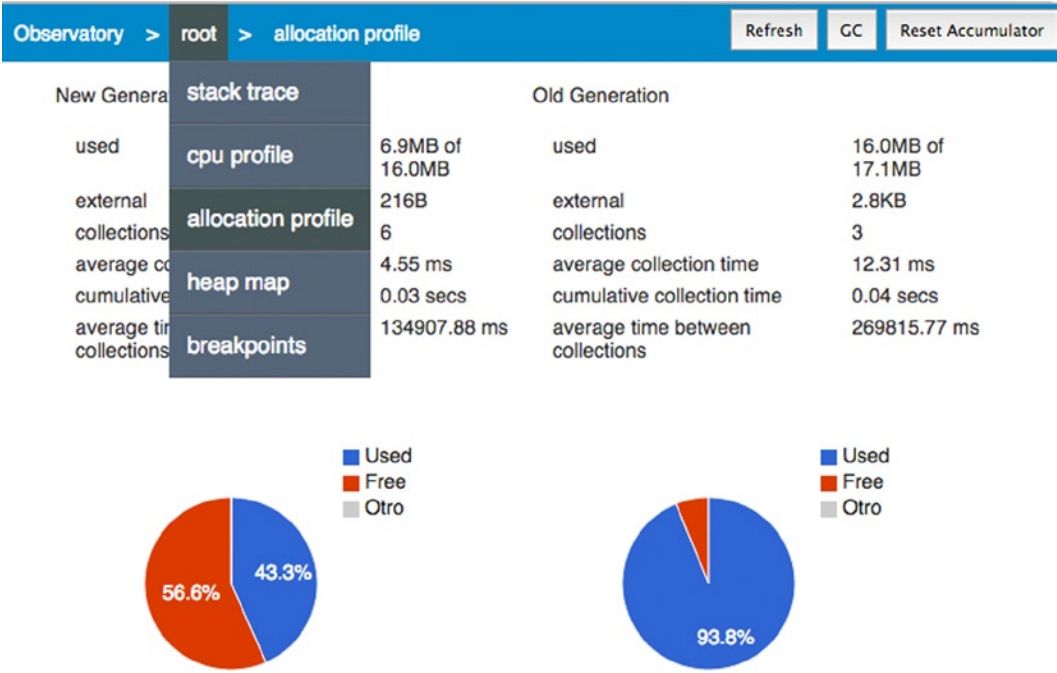 Observatory > root > allocation profile
Refresh GC Reset Accumulator
stack trace
cpu profile
allocation profile
heap map
breakpoints
New Genera
used 6.9MB of
16.0MB
external 216B
collections 6
average co 4.55 ms
cumulative 0.03 secs
average tir 134907.88 ms
collections
Old Generation
used 16.0MB of
17.1MB
external 2.8KB
collections 3
average collection time 12.31 ms
cumulative collection time 0.04 secs
average time between 269815.77 ms
collections
Used
Free
Otro
56.6%
43.3%
Used
Free
Otro
93.8%